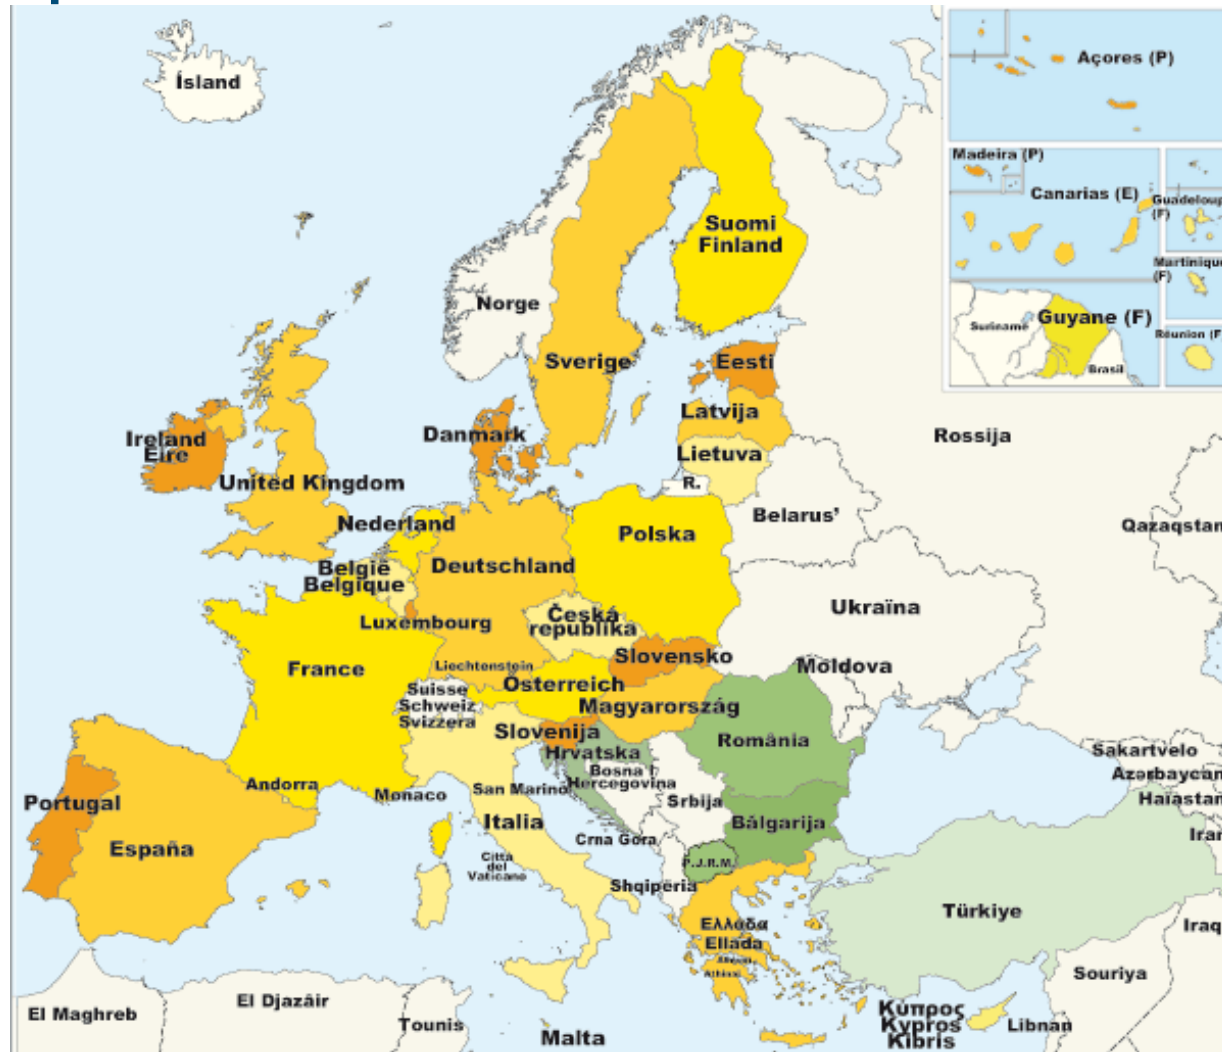 Ísland
Açores (P)
Madeira (P)
Canarias (E)
Guadeloup
(F)
Martinique
(F)
Suriname
Guyane (F)
Brasil
Réunion (F
Suomi
Finland
Norge
Sverige
Eesti
Latvija
Lietuva
R.
Rossija
Danmark
Ireland
Éire
United Kingdom
Nederland
Polska
Belarus’
Qazaqstan
België
Belgique
Deutschland
Luxembourg
Česká
republika
Ukraïna
France
Liechtenstein
Slovensko
Moldova
Suisse
Schweiz
Svizzera
Österreich
Magyarország
Slovenija
Hrvatska
România
Bosna I
Hercegovina
Sakartvelo
Azərbaycan
Haïastan
Iran
Andorra
Monaco
San Marino
Srbija
Portugal
España
Italia
Crna Gora
Bălgarija
P.J.R.M.
Città
del
Vaticano
Shqipëria
Türkiye
Iraq
Ελλάδα
Ellada
Souriya
El Maghreb
El Djazâir
Tounis
Malta
Κύπρος
Kypros
Kibris
Libnan